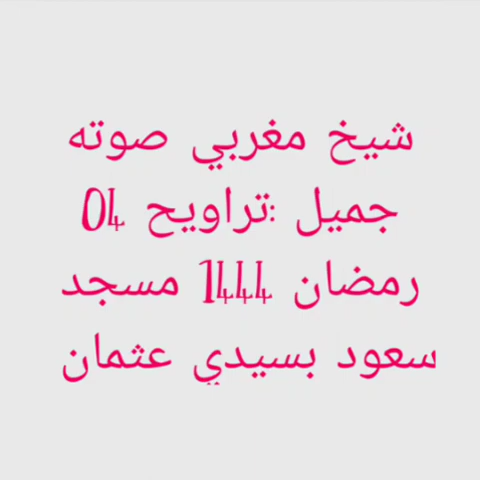 شيخ مغربي صوته
جميل :تراويح 04
رمضان 1444 مسجد
سعود بسيدي عثمان